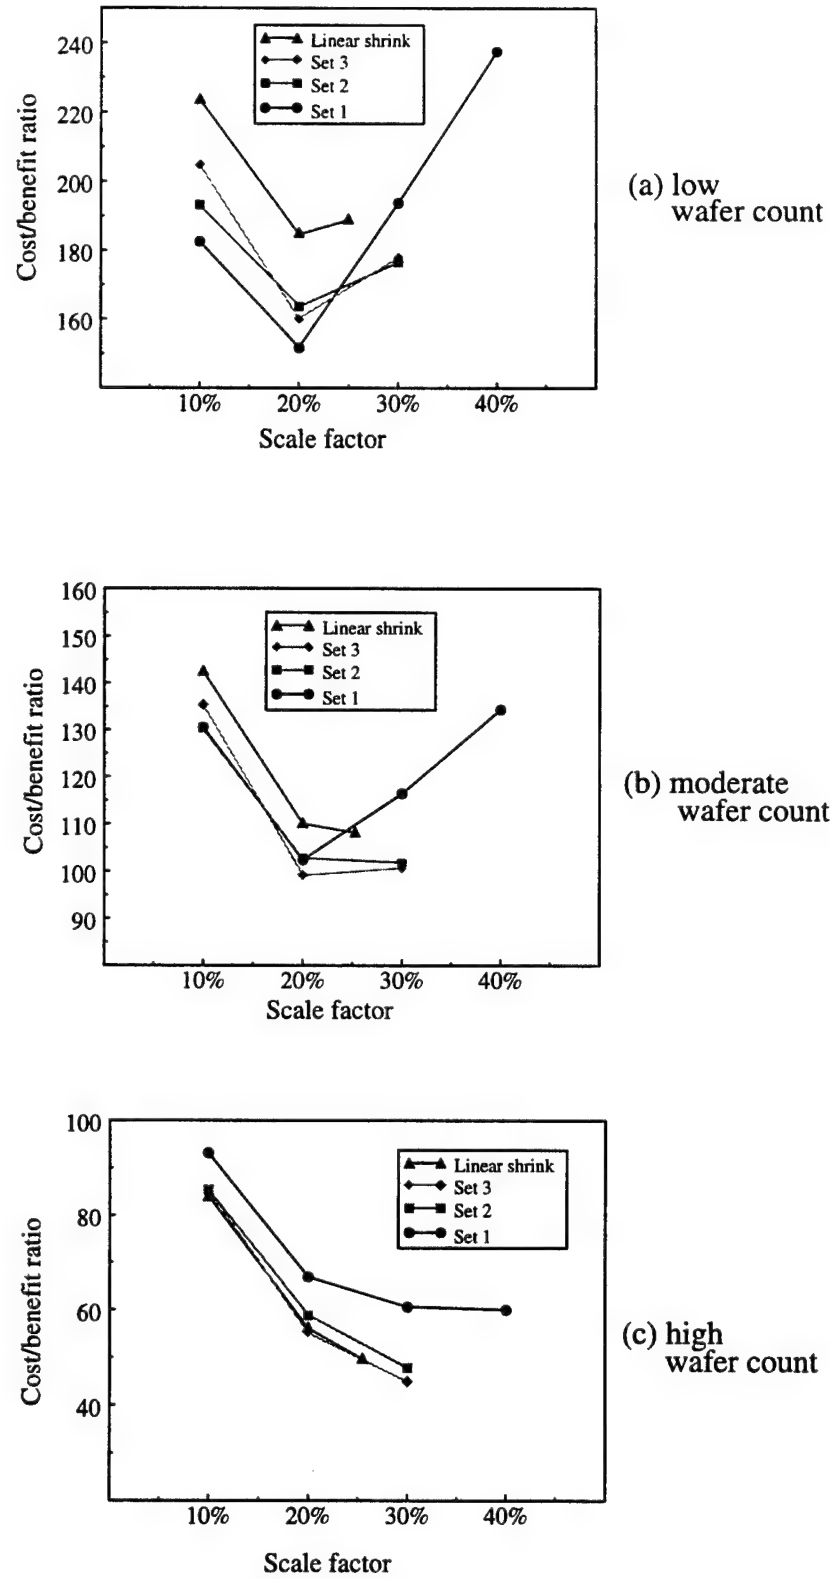 240
220
200
180
160
Cost/benefit ratio
Linear shrink
Set 3
Set 2
Set 1
10% 20% 30% 40%
Scale factor
(a) low
wafer count
160
150
140
130
120
110
100
90
Cost/benefit ratio
Linear shrink
Set 3
Set 2
Set 1
10% 20% 30% 40%
Scale factor
(b) moderate
wafer count
100
80
60
40
Cost/benefit ratio
Linear shrink
Set 3
Set 2
Set 1
10% 20% 30% 40%
Scale factor
(c) high
wafer count